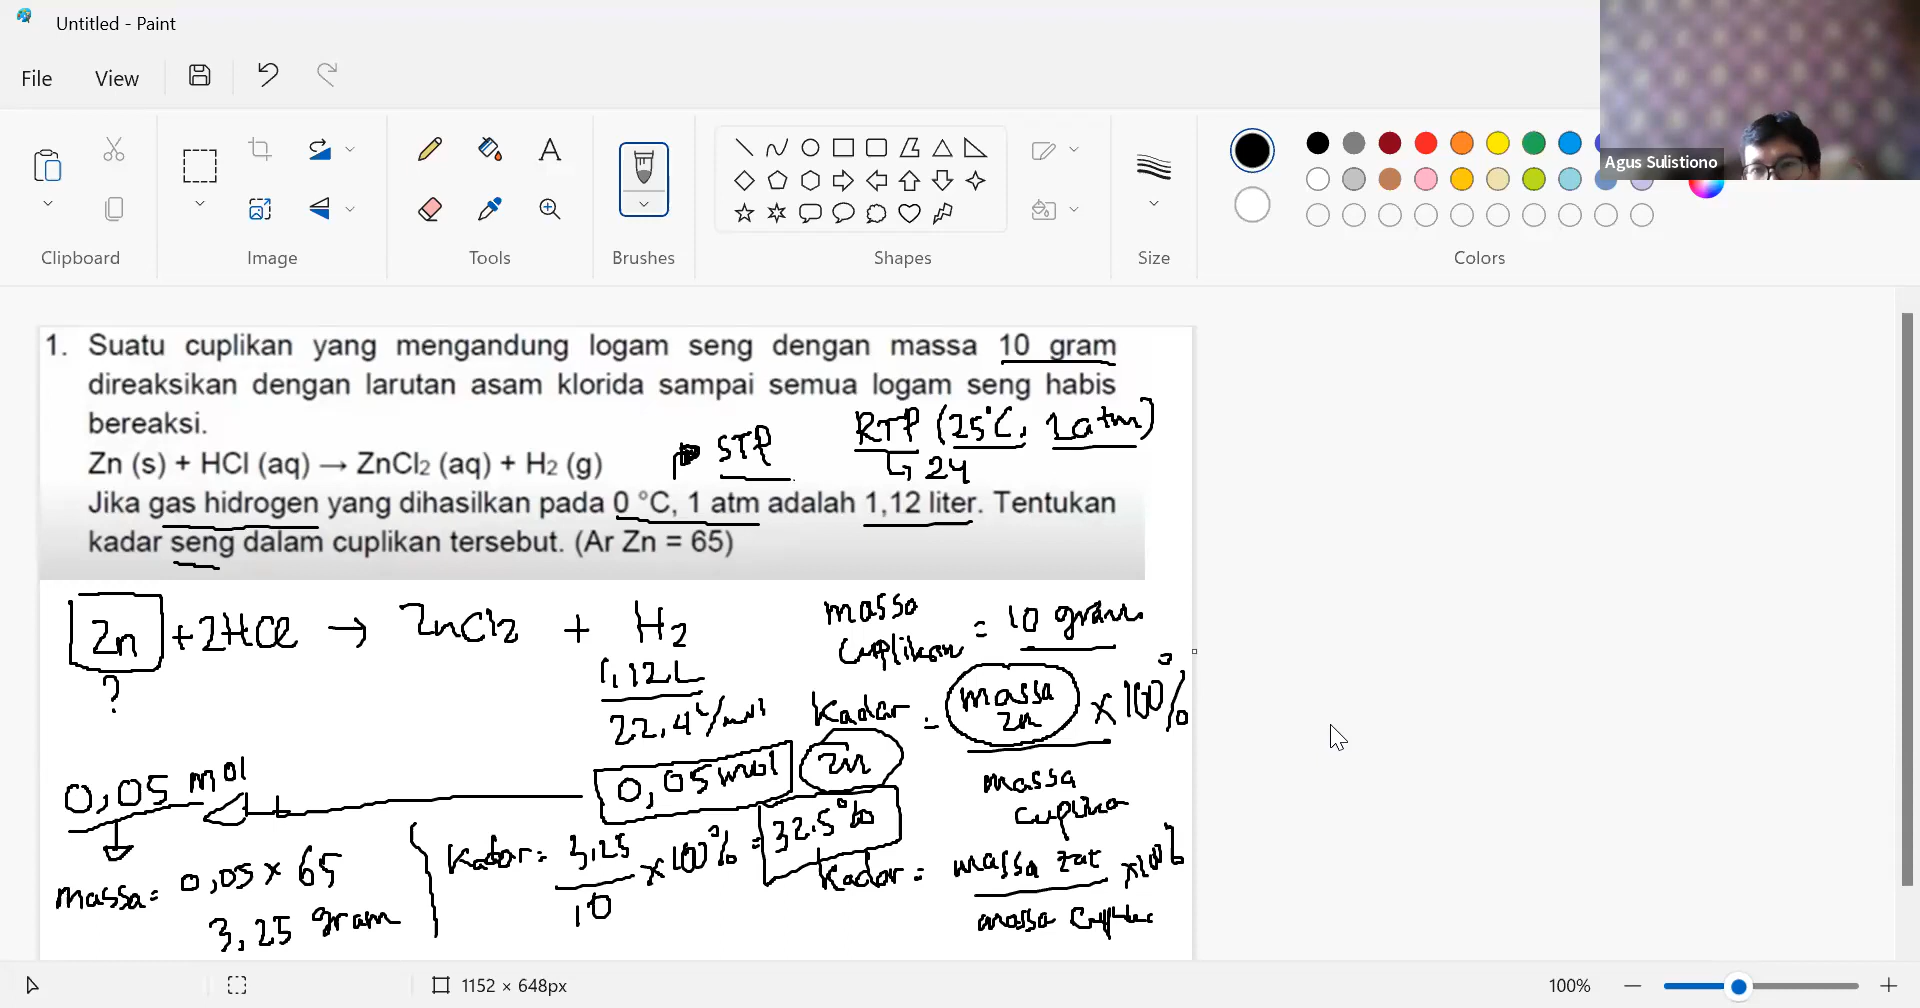 Untitled - Paint
File
View
Agus Sulistiono
Clipboard
Image
Tools
Brushes
Shapes
Size
Colors
1. Suatu cuplikan yang mengandung logam seng dengan massa 10 gram
direaksikan dengan larutan asam klorida sampai semua logam seng habis
bereaksi.
RTP (25°C, 1 atm)
STP
Zn (s) + HCl (aq) → ZnCl2 (aq) + H2 (g)
↳ 24
Jika gas hidrogen yang dihasilkan pada 0 °C, 1 atm adalah 1,12 liter. Tentukan
kadar seng dalam cuplikan tersebut. (Ar Zn = 65)
Zn + 2HCl → ZnCl2 + H2
?
1,12 L
22,4 L/mol
0,05 mol
0,05 mol
massa = 0,05 x 65
3,25 gram
Kadar = 3,25 x 100% = 32.5%
10
massa
cuplikan = 10 gram
Kadar = massa x 100%
Zn
Zn
massa
Kadar = massa zat x 100%
massa
1152 × 648px
100%